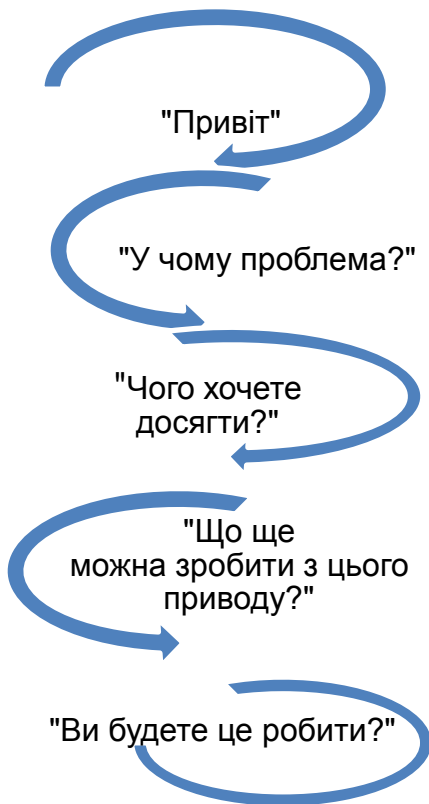 "Привіт"
"У чому проблема?"
"Чого хочете
досягти?"
"Що ще
можна зробити з цього
приводу?"
"Ви будете це робити?"